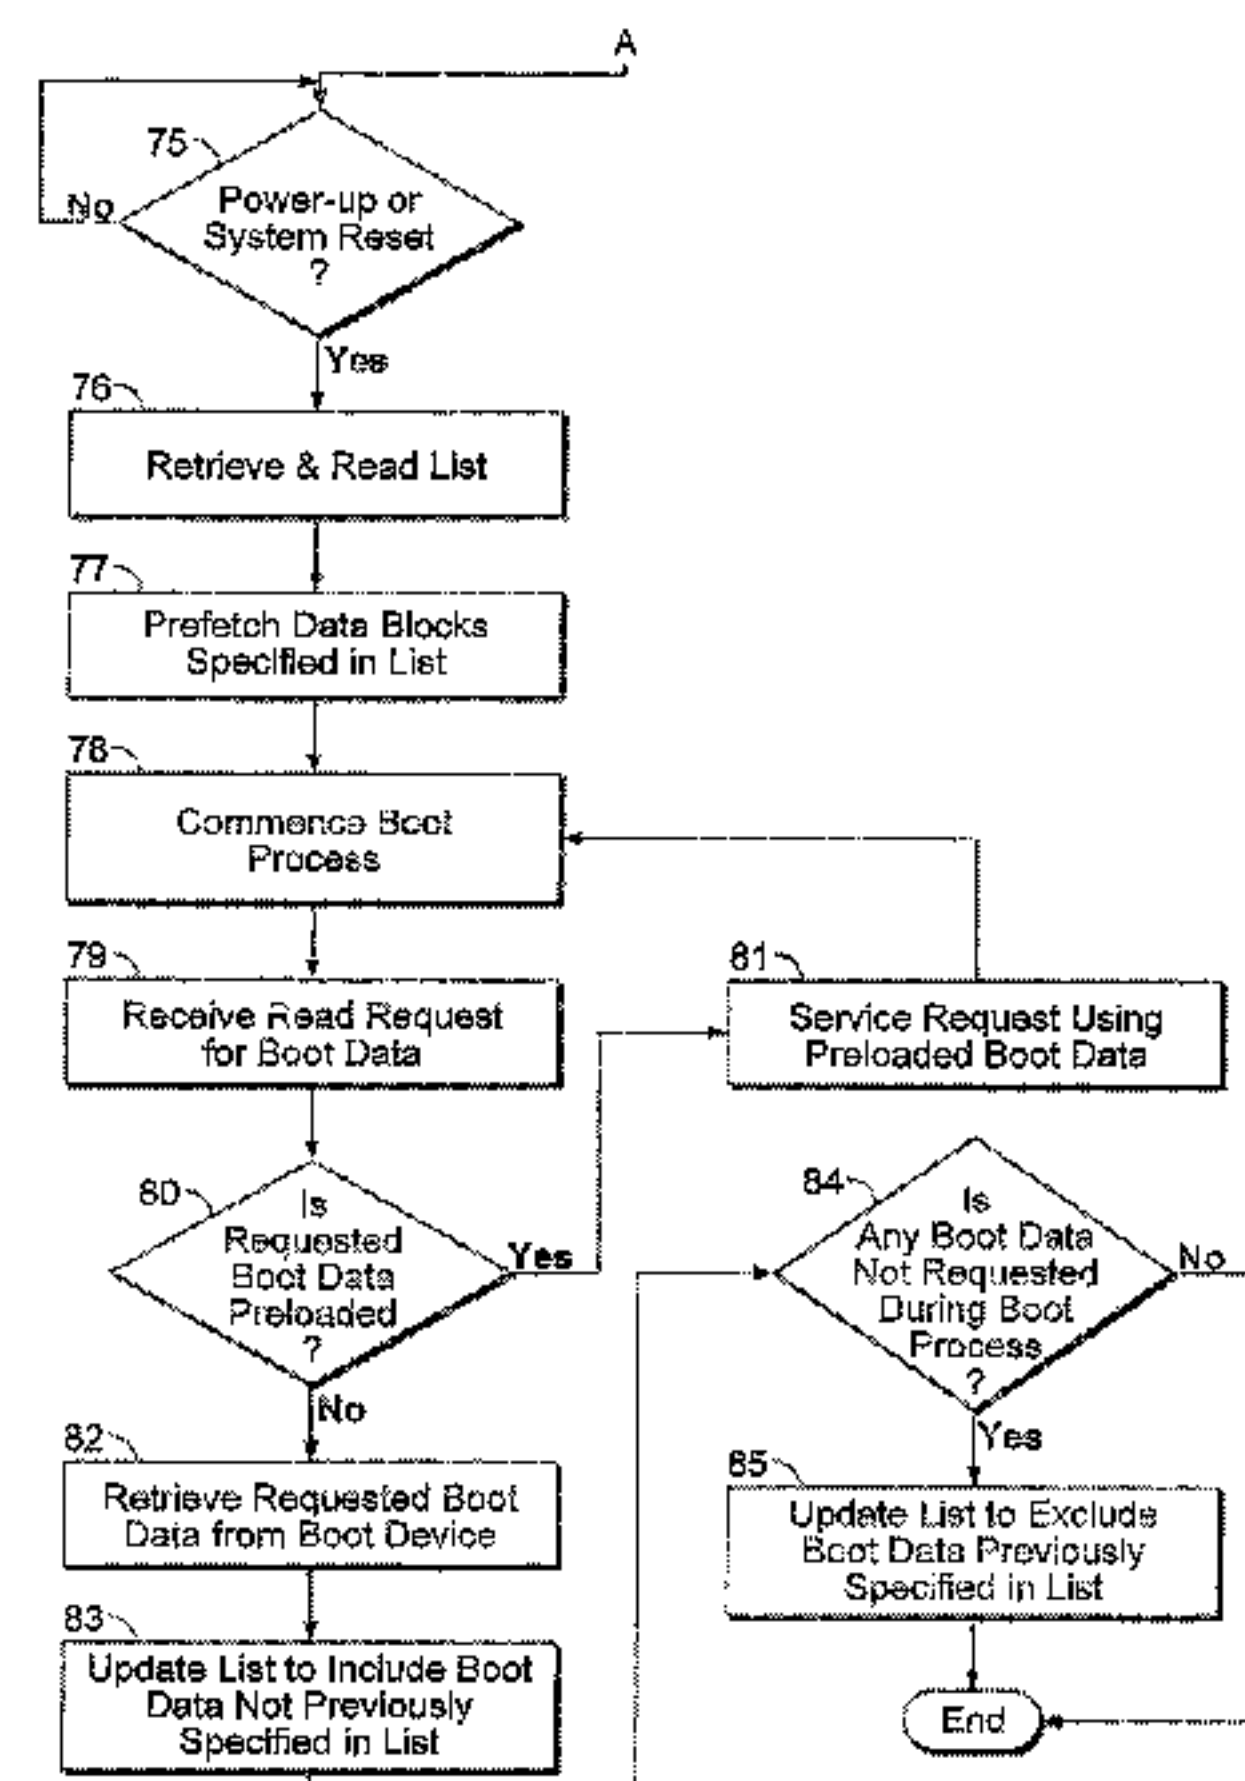 A
75
Power-up or
System Reset
?
No
Yes
76
Retrieve & Read List
77
Prefetch Data Blocks
Specified in List
78
Commence Boot
Process
79
Receive Read Request
for Boot Data
81
Service Request Using
Preloaded Boot Data
80
Is
Requested
Boot Data
Preloaded
?
Yes
No
82
Retrieve Requested Boot
Data from Boot Device
83
Update List to Include Boot
Data Not Previously
Specified in List
84
Is
Any Boot Data
Not Requested
During Boot
Process
?
No
Yes
85
Update List to Exclude
Boot Data Previously
Specified in List
End